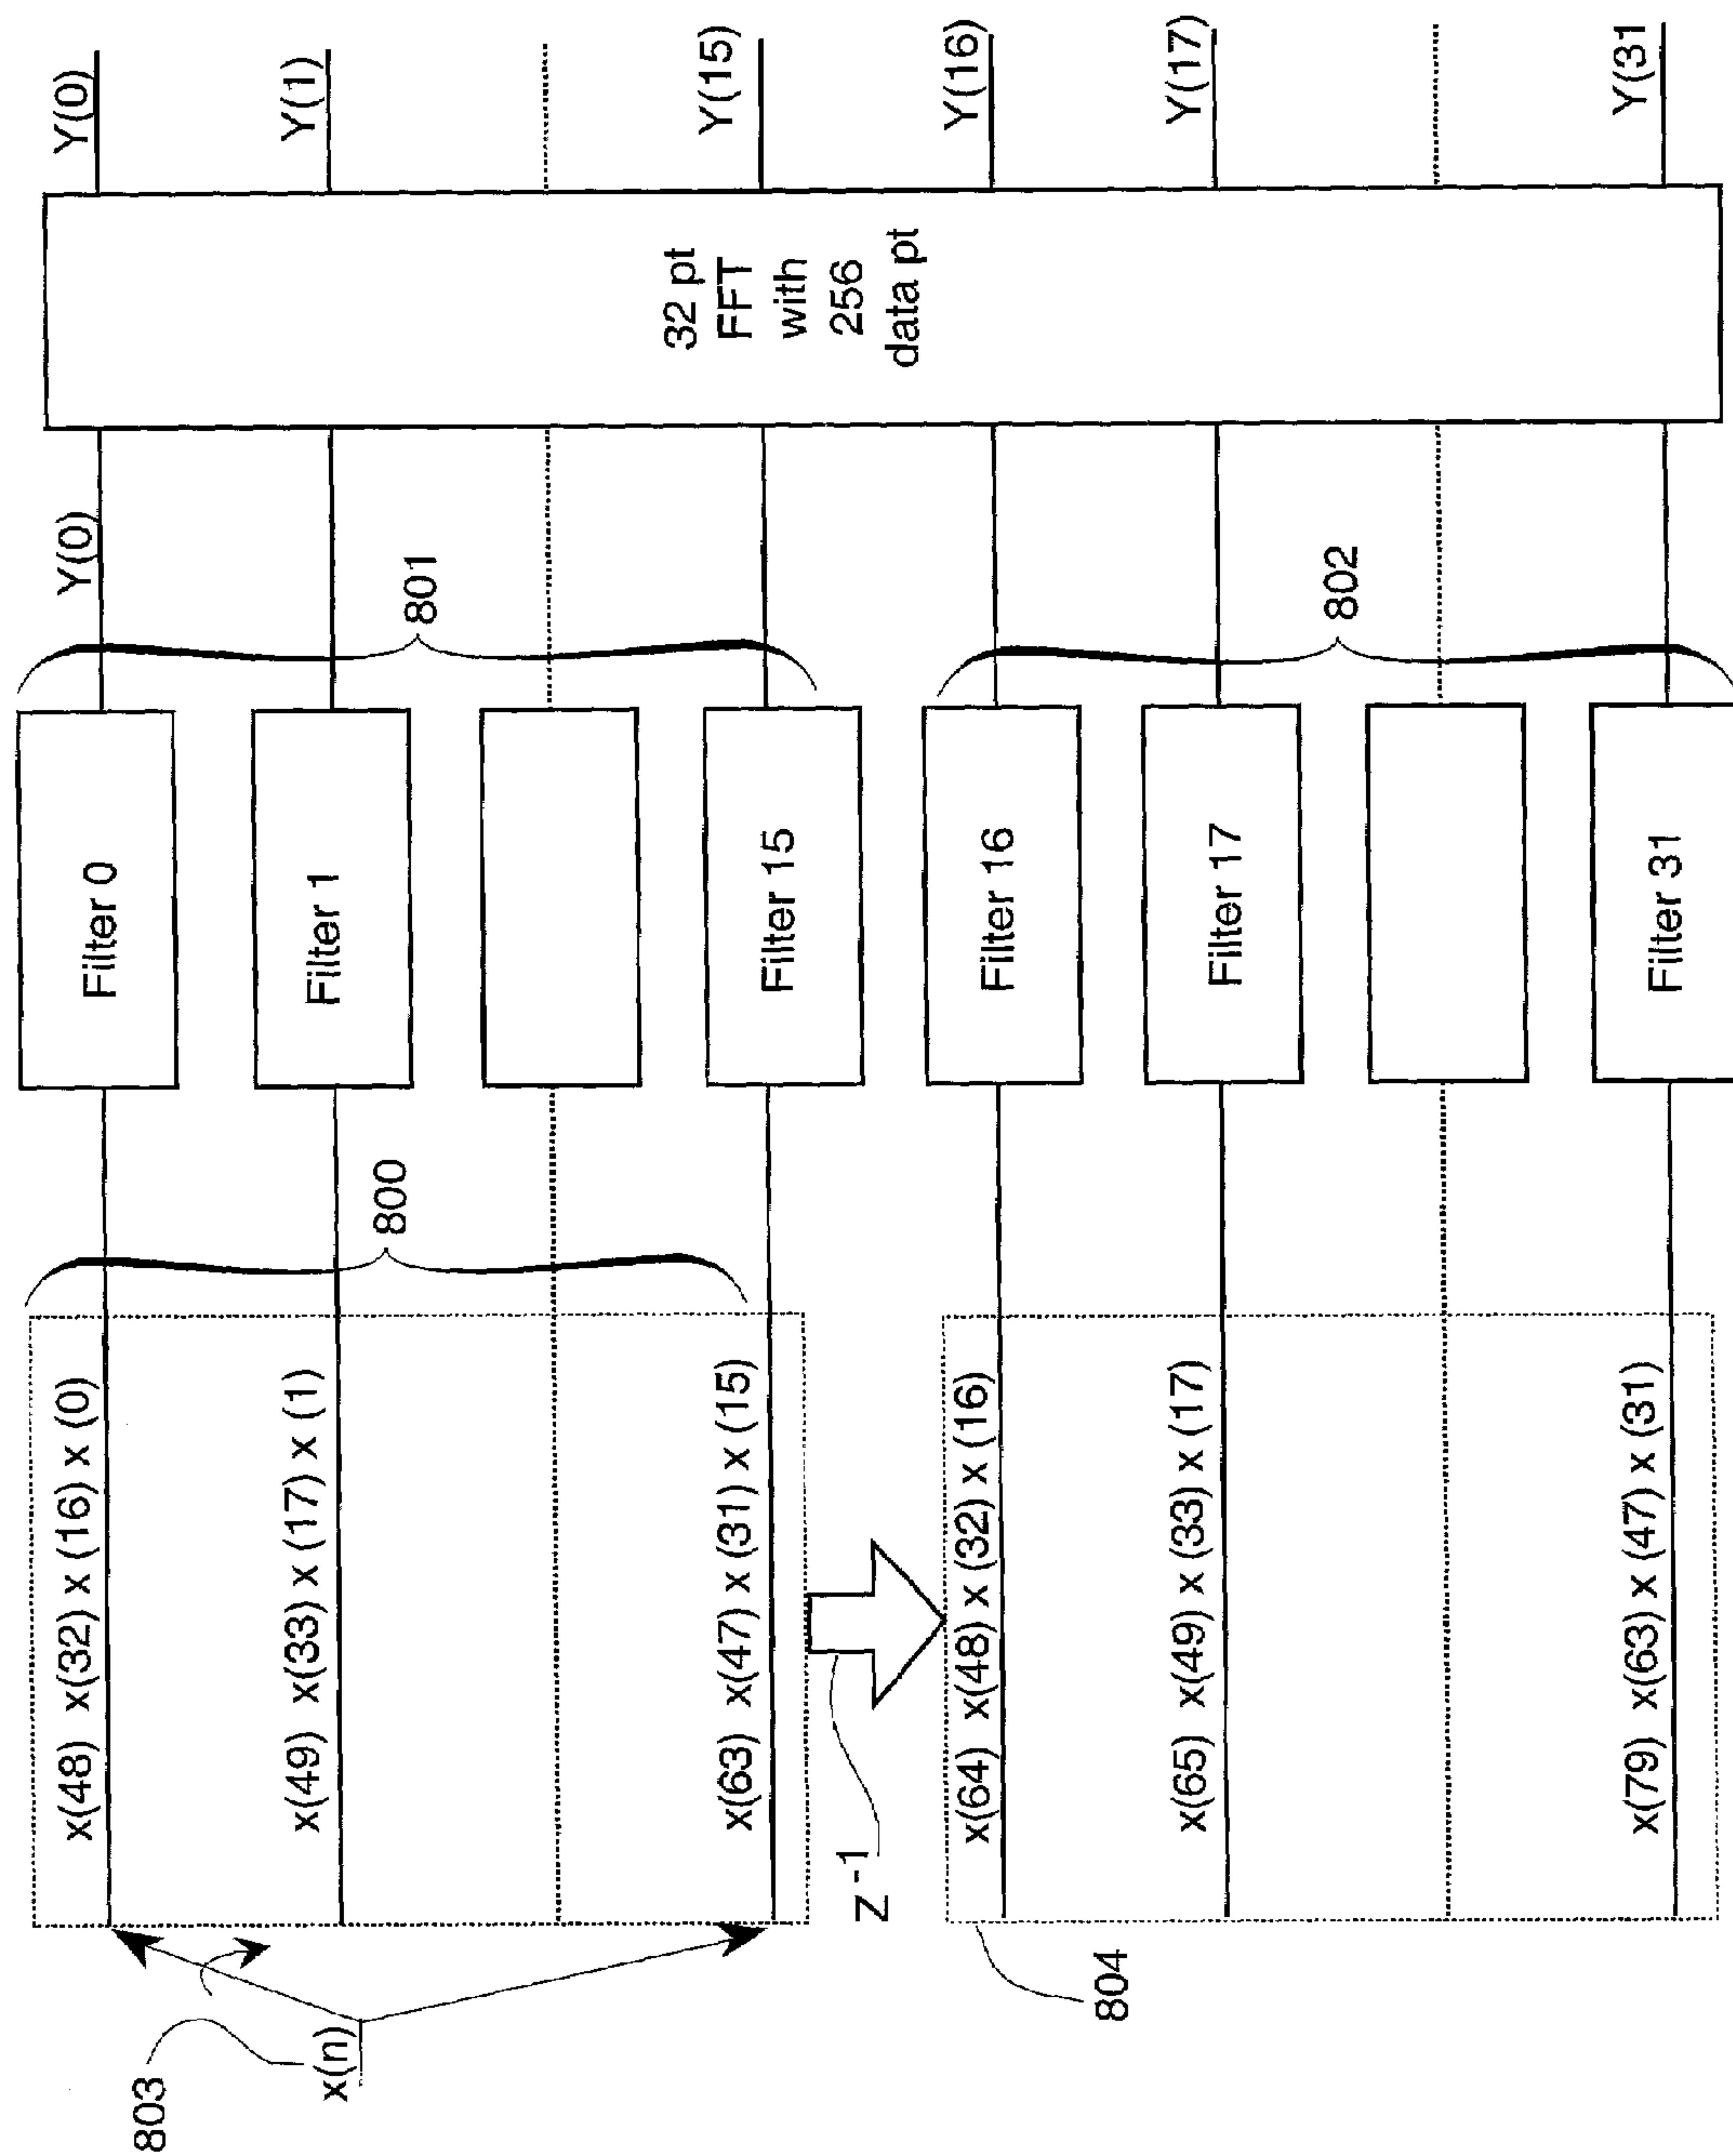 803
x(n)
x(48) x(32) x (16) x (0)
x(49) x(33) x (17) x (1)
x(63) x(47) x (31) x (15)
800
Z -1
804
x(64) x(48) x (32) x (16)
x(65) x(49) x (33) x (17)
x(79) x(63) x (47) x (31)
Filter 0
Filter 1
Filter 15
Filter 16
Filter 17
Filter 31
801
802
Y(0)
32 pt
FFT
with
256
data pt
Y(0)
Y(1)
Y(15)
Y(16)
Y(17)
Y(31)